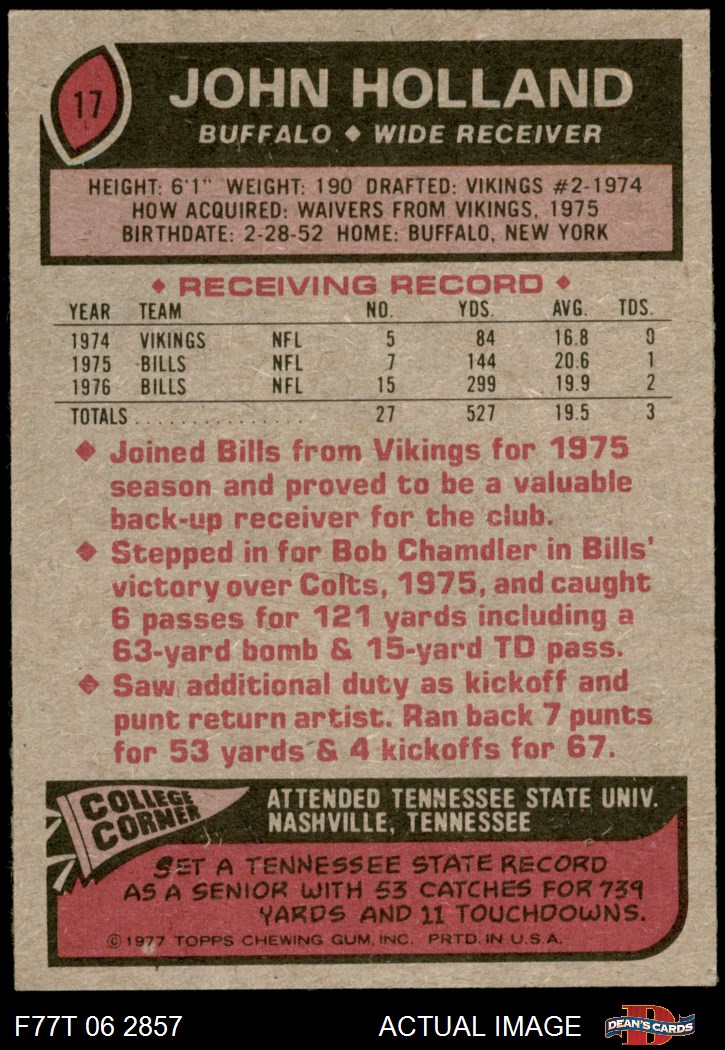 17
JOHN HOLLAND
BUFFALO ◆ WIDE RECEIVER
HEIGHT: 6'1" WEIGHT: 190 DRAFTED: VIKINGS #2-1974
HOW ACQUIRED: WAIVERS FROM VIKINGS, 1975
BIRTHDATE: 2-28-52 HOME: BUFFALO, NEW YORK
◆ RECEIVING RECORD ◆
YEAR TEAM NO. YDS. AVG. TDS.
1974 VIKINGS NFL 5 84 16.8 0
1975 BILLS NFL 7 144 20.6 1
1976 BILLS NFL 15 299 19.9 2
TOTALS . . . . . . . . . . . . . . . . 27 527 19.5 3
◆ Joined Bills from Vikings for 1975
season and proved to be a valuable
back-up receiver for the club.
◆ Stepped in for Bob Chamdler in Bills'
victory over Colts, 1975, and caught
6 passes for 121 yards including a
63-yard bomb & 15-yard TD pass.
◆ Saw additional duty as kickoff and
punt return artist. Ran back 7 punts
for 53 yards & 4 kickoffs for 67.
COLLEGE
CORNER
ATTENDED TENNESSEE STATE UNIV.
NASHVILLE, TENNESSEE
SET A TENNESSEE STATE RECORD
AS A SENIOR WITH 53 CATCHES FOR 739
YARDS AND 11 TOUCHDOWNS.
© 1977 TOPPS CHEWING GUM, INC. PRTD. IN U.S.A.
F77T 06 2857
ACTUAL IMAGE
D
DEAN'S CARDS